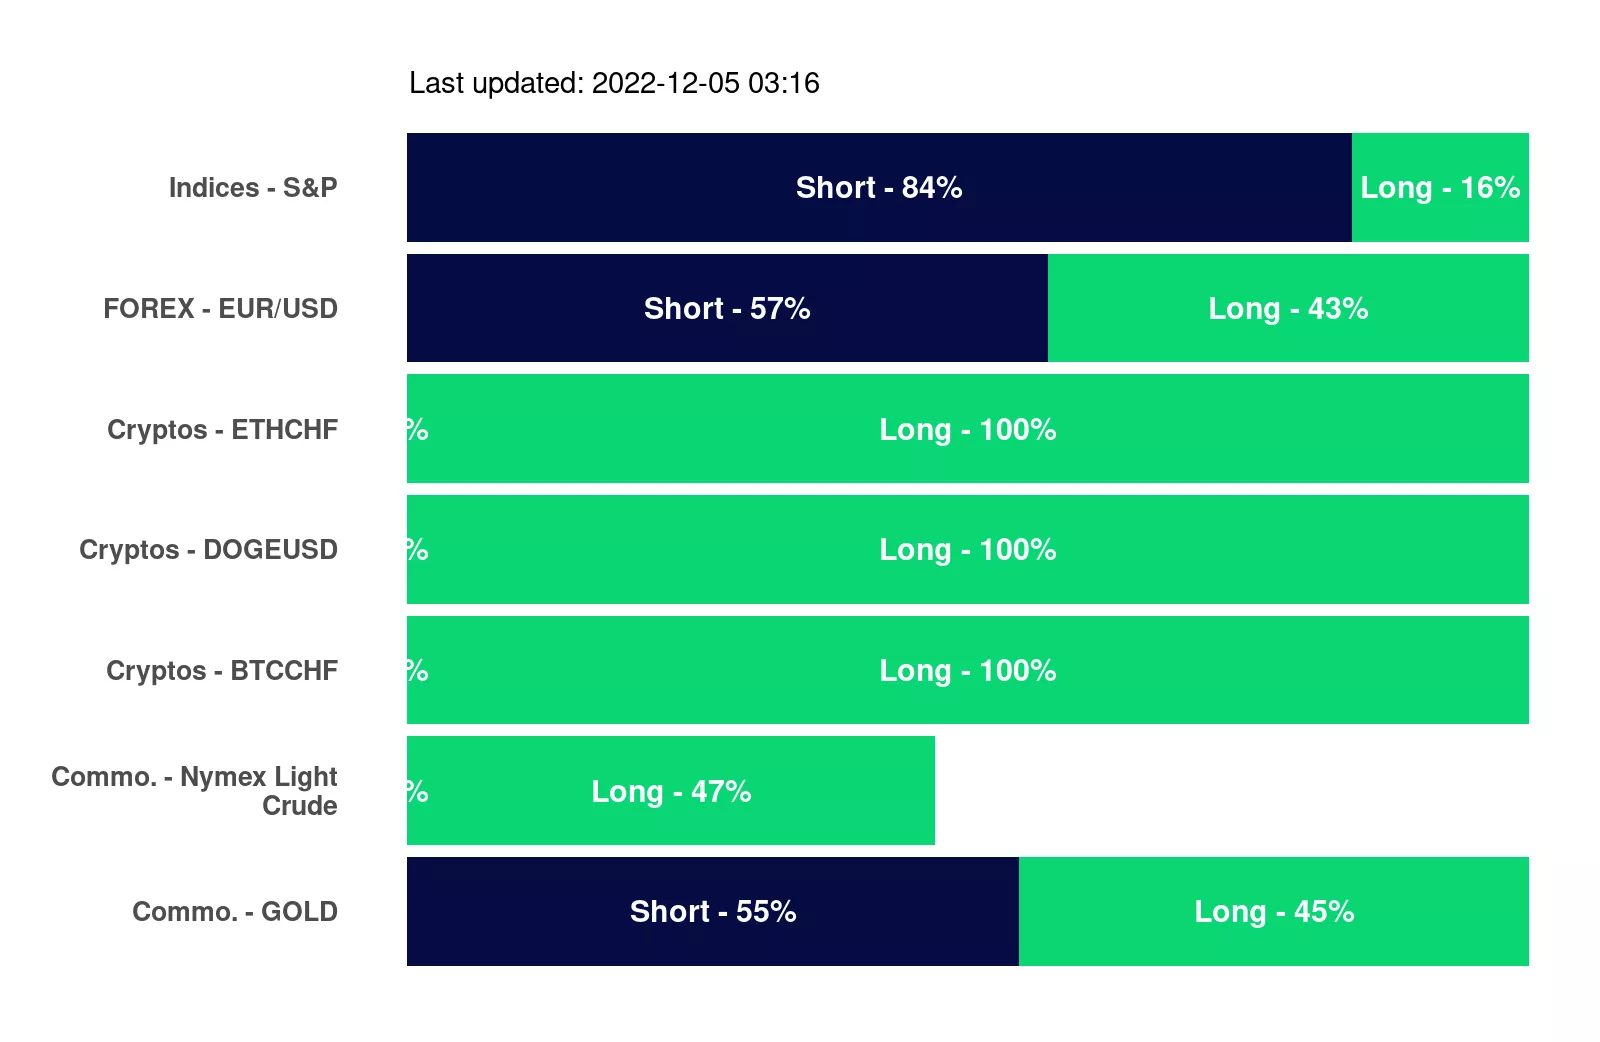 Last updated: 2022-12-05 03:16
Indices - S&P
Short - 84%
Long - 16%
FOREX - EUR/USD
Short - 57%
Long - 43%
Cryptos - ETHCHF
%
Long - 100%
Cryptos - DOGEUSD
%
Long - 100%
Cryptos - BTCCHF
%
Long - 100%
Commo. - Nymex Light
Crude
%
Long - 47%
Commo. - GOLD
Short - 55%
Long - 45%